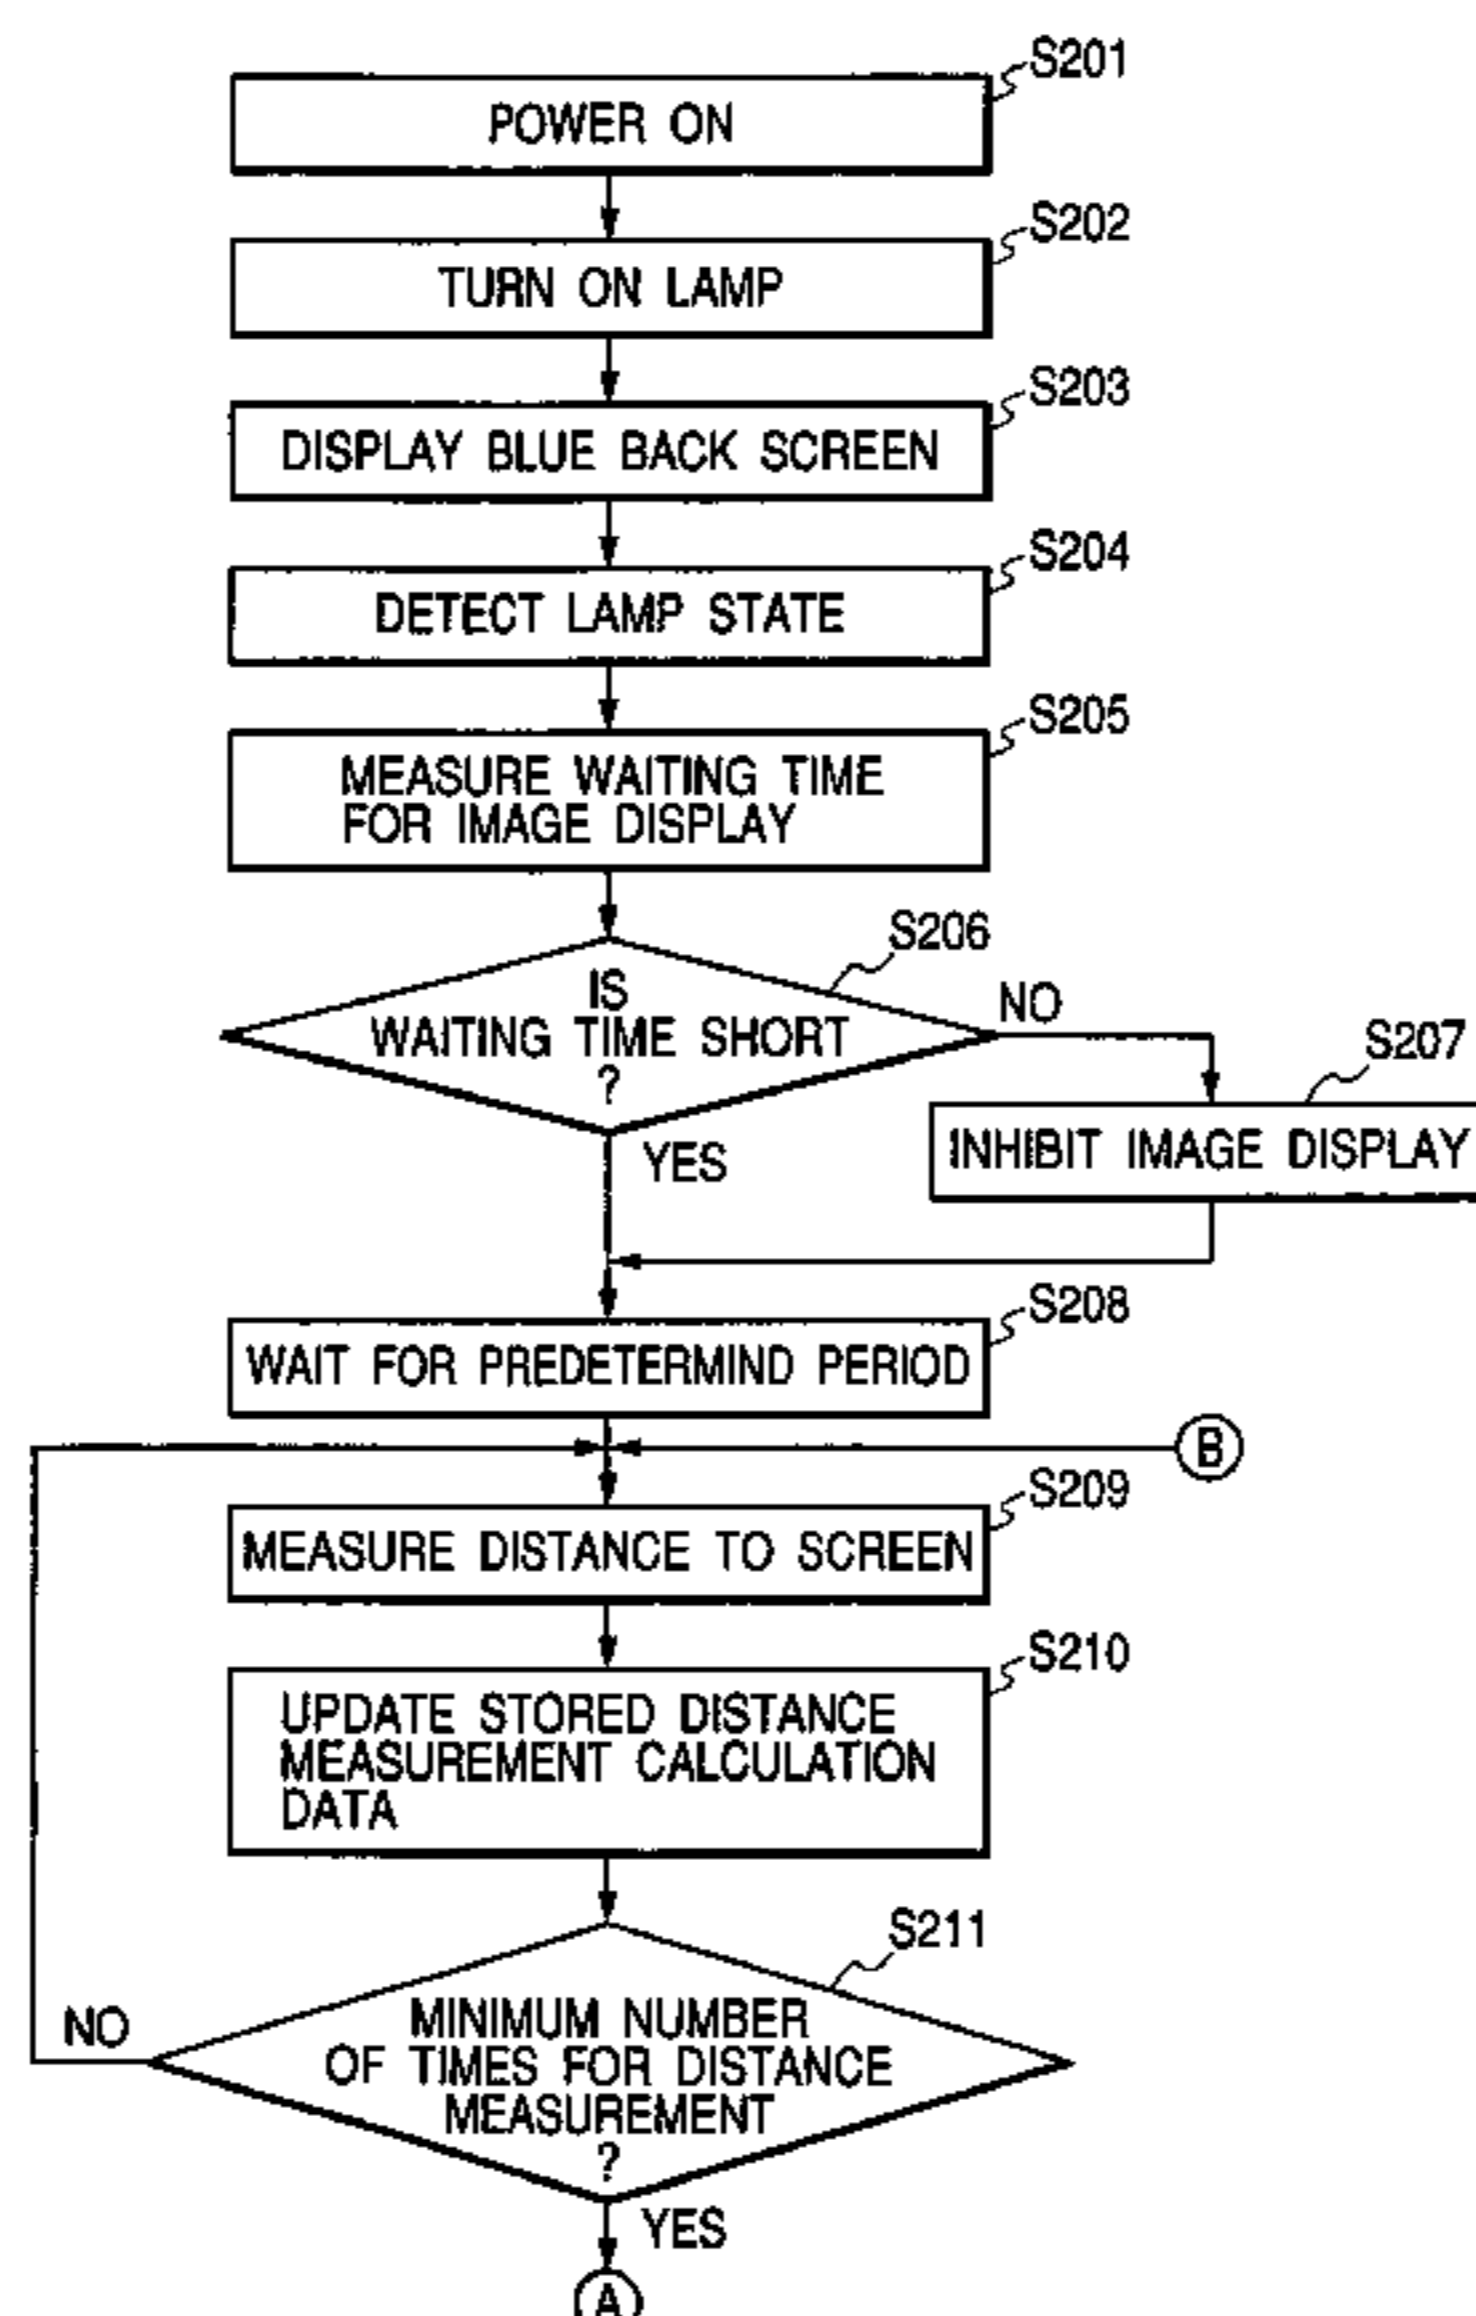 S201
POWER ON
S202
TURN ON LAMP
S203
DISPLAY BLUE BACK SCREEN
S204
DETECT LAMP STATE
S205
MEASURE WAITING TIME
FOR IMAGE DISPLAY
S206
IS
WAITING TIME SHORT
?
NO
S207
INHIBIT IMAGE DISPLAY
YES
S208
WAIT FOR PREDETERMIND PERIOD
B
S209
MEASURE DISTANCE TO SCREEN
S210
UPDATE STORED DISTANCE
MEASUREMENT CALCULATION
DATA
S211
NO
MINIMUM NUMBER
OF TIMES FOR DISTANCE
MEASUREMENT
?
YES
A